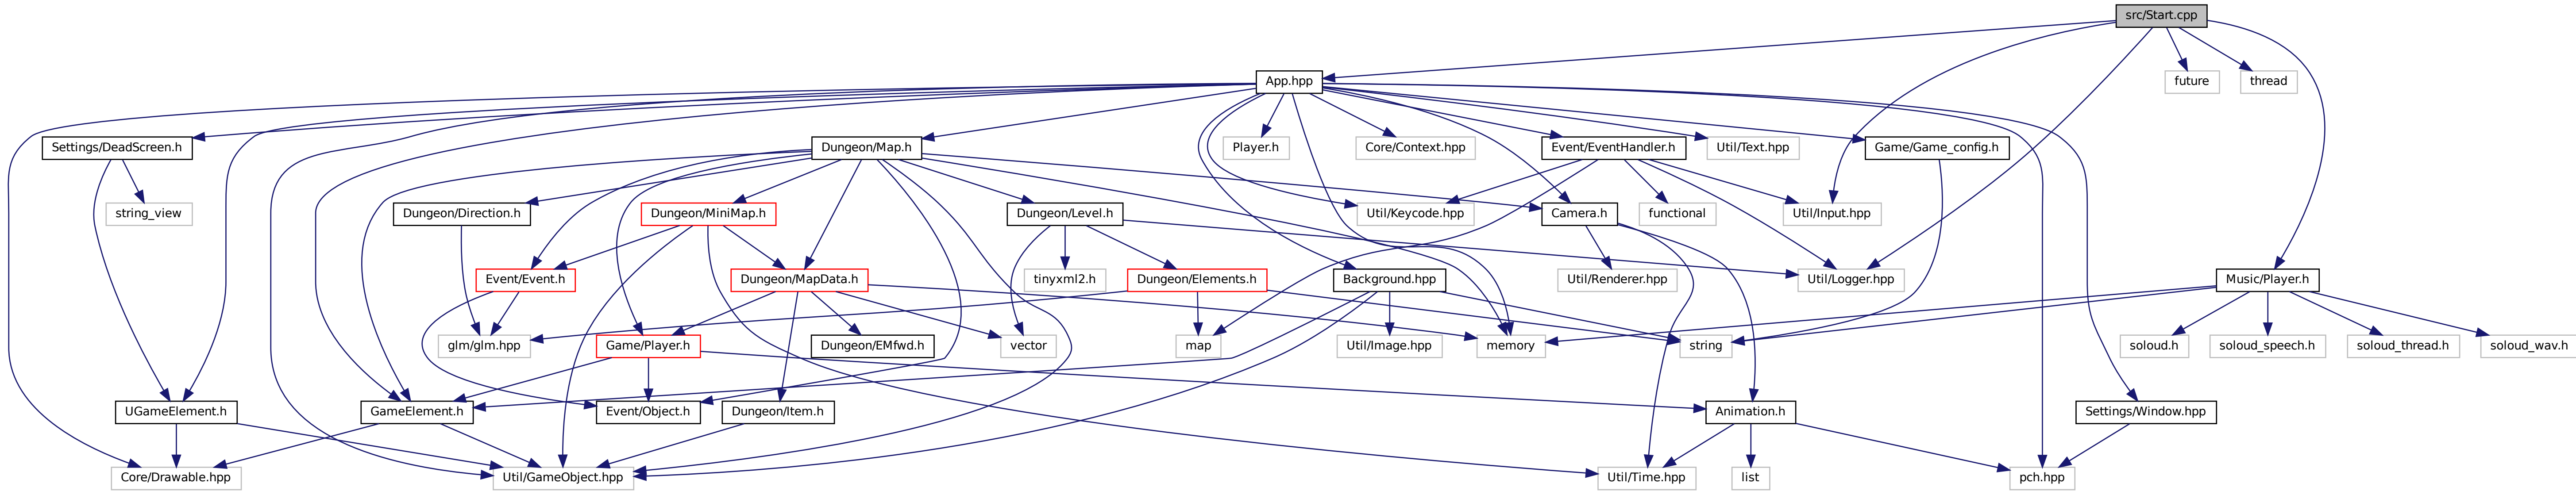 src/Start.cpp
App.hpp
future
thread
Settings/DeadScreen.h
Dungeon/Map.h
Player.h
Core/Context.hpp
Event/EventHandler.h
Util/Text.hpp
Game/Game_config.h
string_view
Dungeon/Direction.h
Dungeon/MiniMap.h
Dungeon/Level.h
Util/Keycode.hpp
Camera.h
functional
Util/Input.hpp
Event/Event.h
Dungeon/MapData.h
tinyxml2.h
Dungeon/Elements.h
Background.hpp
Util/Renderer.hpp
Util/Logger.hpp
Music/Player.h
glm/glm.hpp
Game/Player.h
Dungeon/EMfwd.h
vector
map
Util/Image.hpp
memory
string
soloud.h
soloud_speech.h
soloud_thread.h
soloud_wav.h
UGameElement.h
GameElement.h
Event/Object.h
Dungeon/Item.h
Animation.h
Settings/Window.hpp
Core/Drawable.hpp
Util/GameObject.hpp
Util/Time.hpp
list
pch.hpp